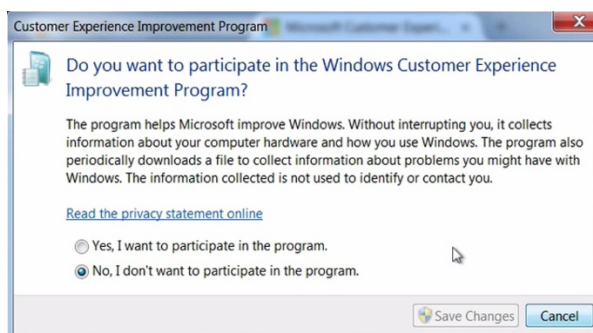 Customer Experience Improvement Program
Do you want to participate in the Windows Customer Experience
Improvement Program?
The program helps Microsoft improve Windows. Without interrupting you, it collects
information about your computer hardware and how you use Windows. The program also
periodically downloads a file to collect information about problems you might have with
Windows. The information collected is not used to identify or contact you.
Read the privacy statement online
Yes, I want to participate in the program.
No, I don't want to participate in the program.
Save Changes Cancel